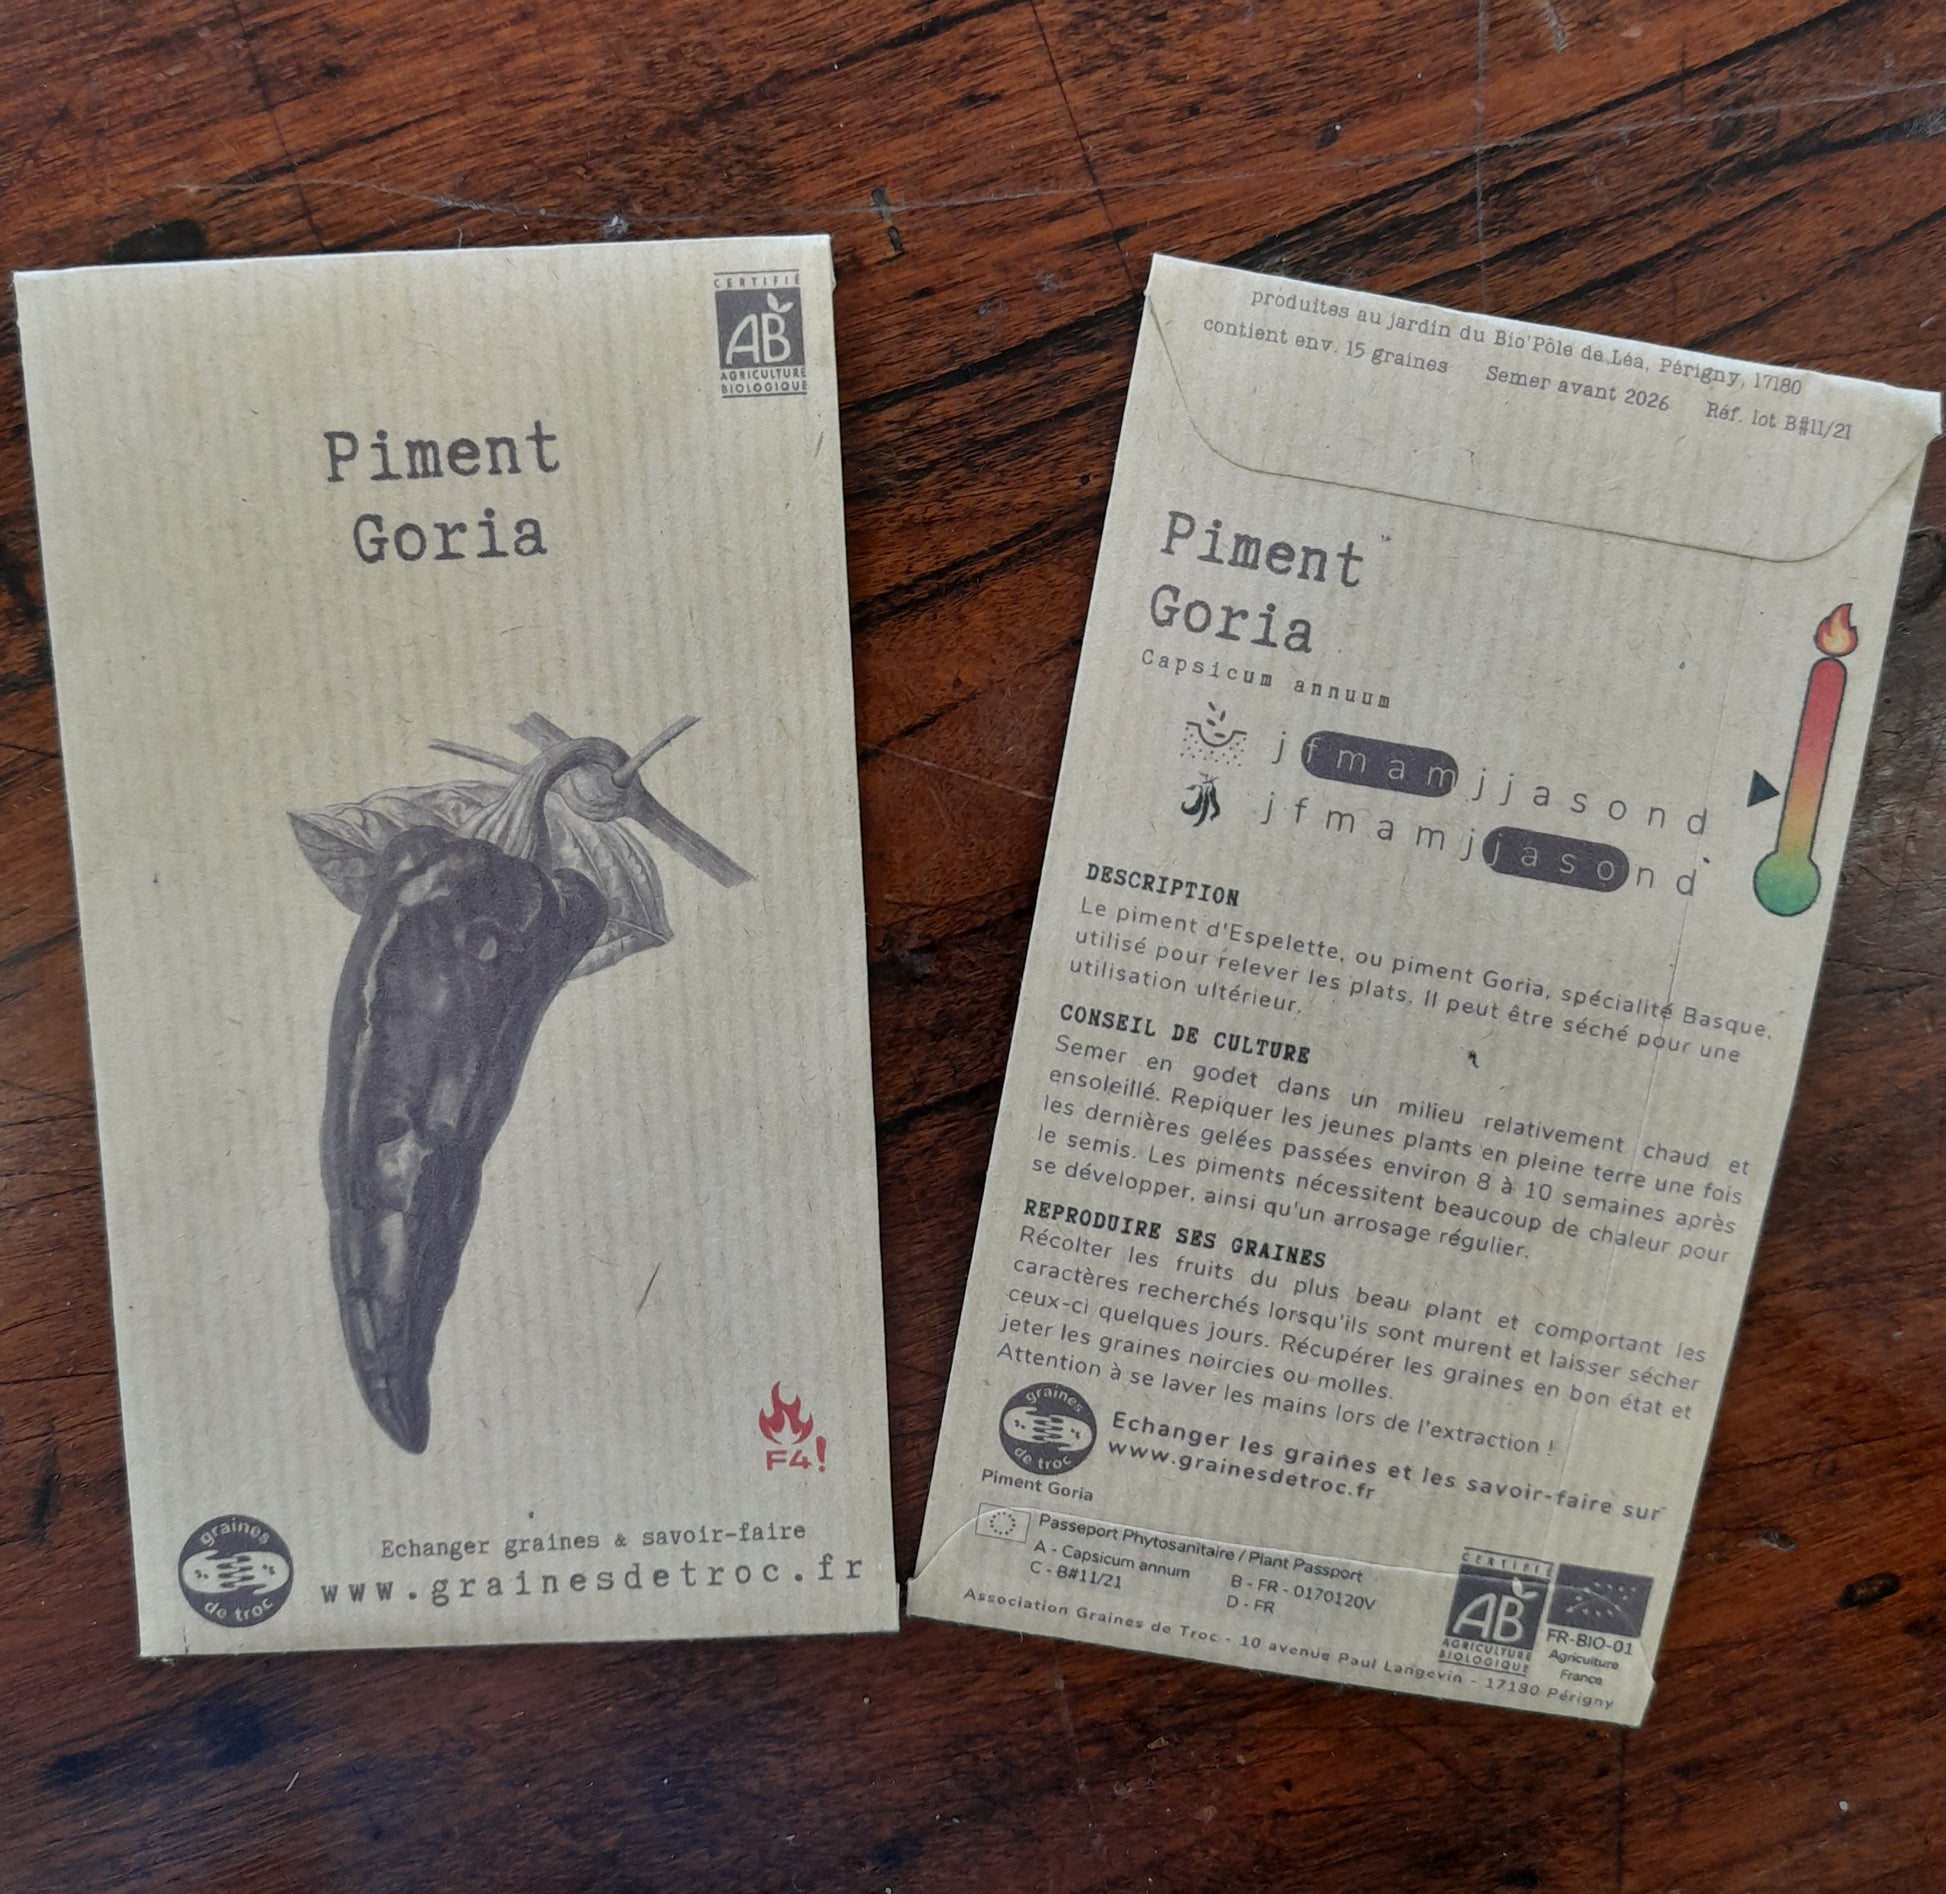 CERTIFIÉ
AB
AGRICULTURE
BIOLOGIQUE
Piment
Goria
F4!
graines
de troc
Echanger graines & savoir-faire
www.grainesdetroc.fr
produites au jardin du Bio'Pôle de Léa, Périgny, 17180
contient env. 15 graines Semer avant 2026 Réf. lot B#11/21
Piment
Goria
Capsicum annuum
j f m a m j j a s o n d
j f m a m j j a s o n d
DESCRIPTION
Le piment d'Espelette, ou piment Goria, spécialité Basque,
utilisé pour relever les plats. Il peut être séché pour une
utilisation ultérieur.
CONSEIL DE CULTURE
Semer en godet dans un milieu relativement chaud et
ensoleillé. Repiquer les jeunes plants en pleine terre une fois
les dernières gelées passées environ 8 à 10 semaines après
le semis. Les piments nécessitent beaucoup de chaleur pour
se développer, ainsi qu'un arrosage régulier.
REPRODUIRE SES GRAINES
Récolter les fruits du plus beau plant et comportant les
caractères recherchés lorsqu'ils sont murent et laisser sécher
ceux-ci quelques jours. Récupérer les graines en bon état et
jeter les graines noircies ou molles.
Attention à se laver les mains lors de l'extraction !
graines
de troc
Echanger les graines et les savoir-faire sur
www.grainesdetroc.fr
Piment Goria
Passeport Phytosanitaire / Plant Passport
A - Capsicum annum B - FR - 0170120V
C - B#11/21 D - FR
CERTIFIÉ
AB
AGRICULTURE
BIOLOGIQUE
FR-BIO-01
Agriculture
France
Association Graines de Troc - 10 avenue Paul Langevin - 17180 Périgny